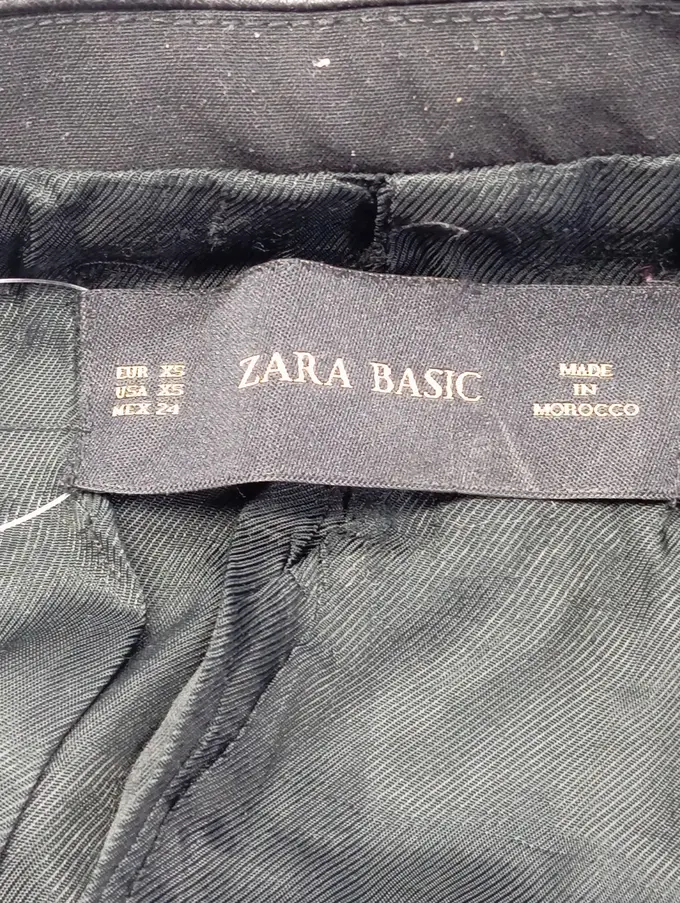 EUR XS
USA XS
MEX 24
ZARA BASIC
MADE
IN
MOROCCO